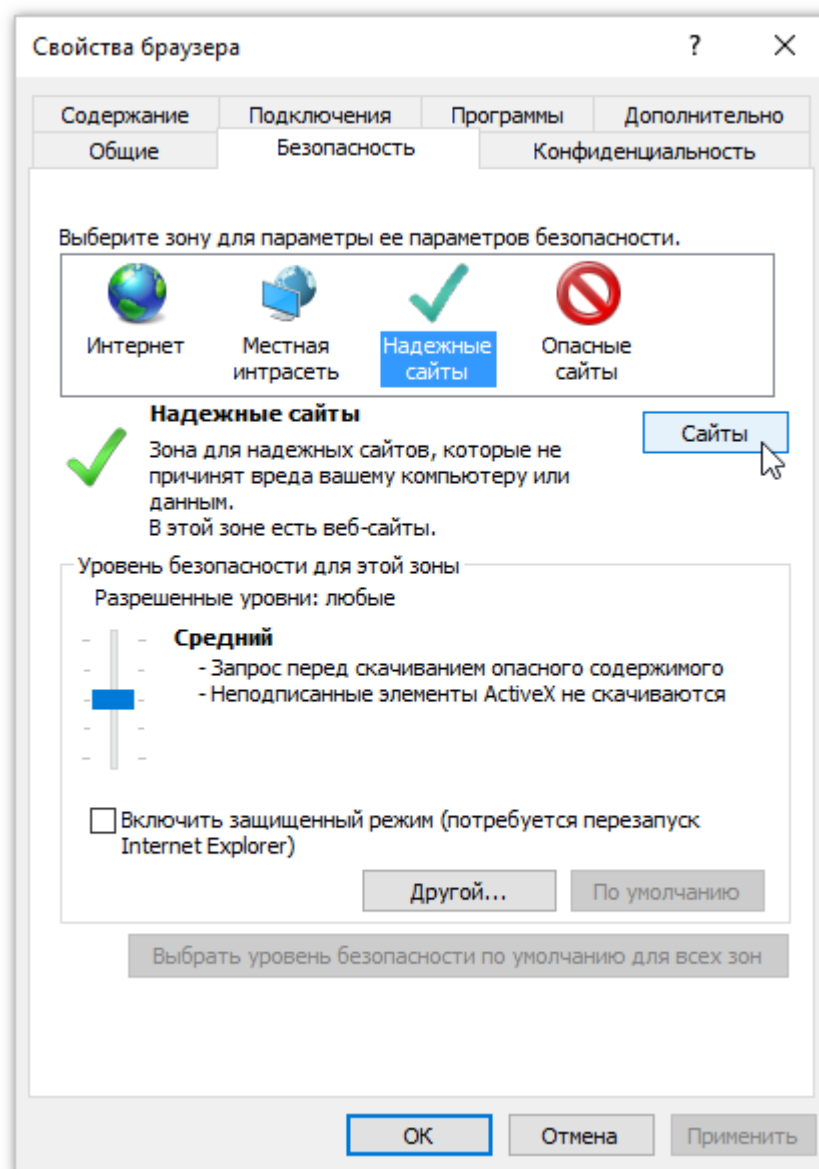 Свойства браузера
?
Содержание Подключения Программы Дополнительно
Общие Безопасность Конфиденциальность
Выберите зону для параметры ее параметров безопасности.
Интернет
Местная
интрасеть
Надежные
сайты
Опасные
сайты
Надежные сайты
Сайты
Зона для надежных сайтов, которые не
причинят вреда вашему компьютеру или
данным.
В этой зоне есть веб-сайты.
Уровень безопасности для этой зоны
Разрешенные уровни: любые
Средний
- Запрос перед скачиванием опасного содержимого
- Неподписанные элементы ActiveX не скачиваются
Включить защищенный режим (потребуется перезапуск
Internet Explorer)
Другой... По умолчанию
Выбрать уровень безопасности по умолчанию для всех зон
ОК Отмена Применить